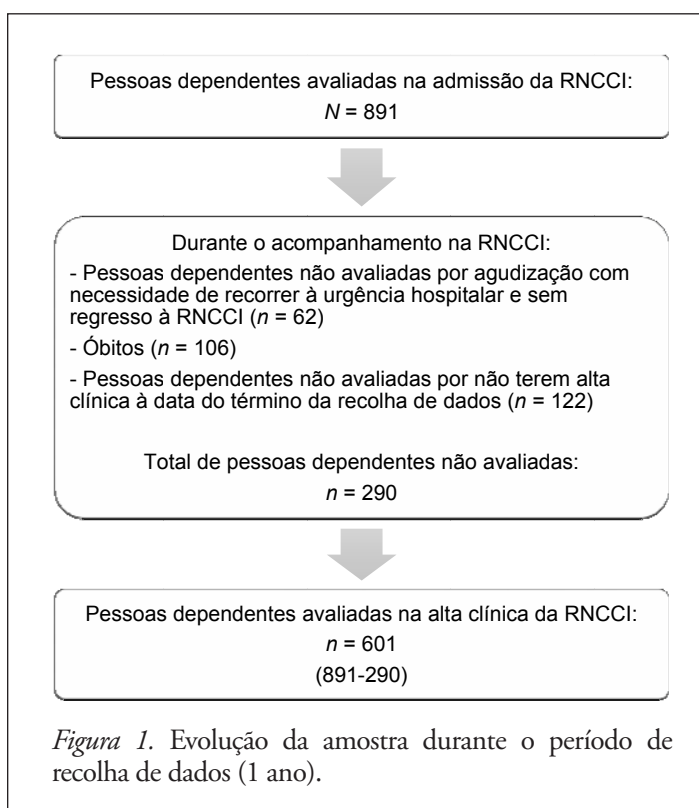 Pessoas dependentes avaliadas na admissão da RNCCI:
N = 891
Durante o acompanhamento na RNCCI:
- Pessoas dependentes não avaliadas por agudização com
necessidade de recorrer à urgência hospitalar e sem
regresso à RNCCI (n = 62)
- Óbitos (n = 106)
- Pessoas dependentes não avaliadas por não terem alta
clínica à data do término da recolha de dados (n = 122)
Total de pessoas dependentes não avaliadas:
n = 290
Pessoas dependentes avaliadas na alta clínica da RNCCI:
n = 601
(891-290)
Figura 1. Evolução da amostra durante o período de
recolha de dados (1 ano).